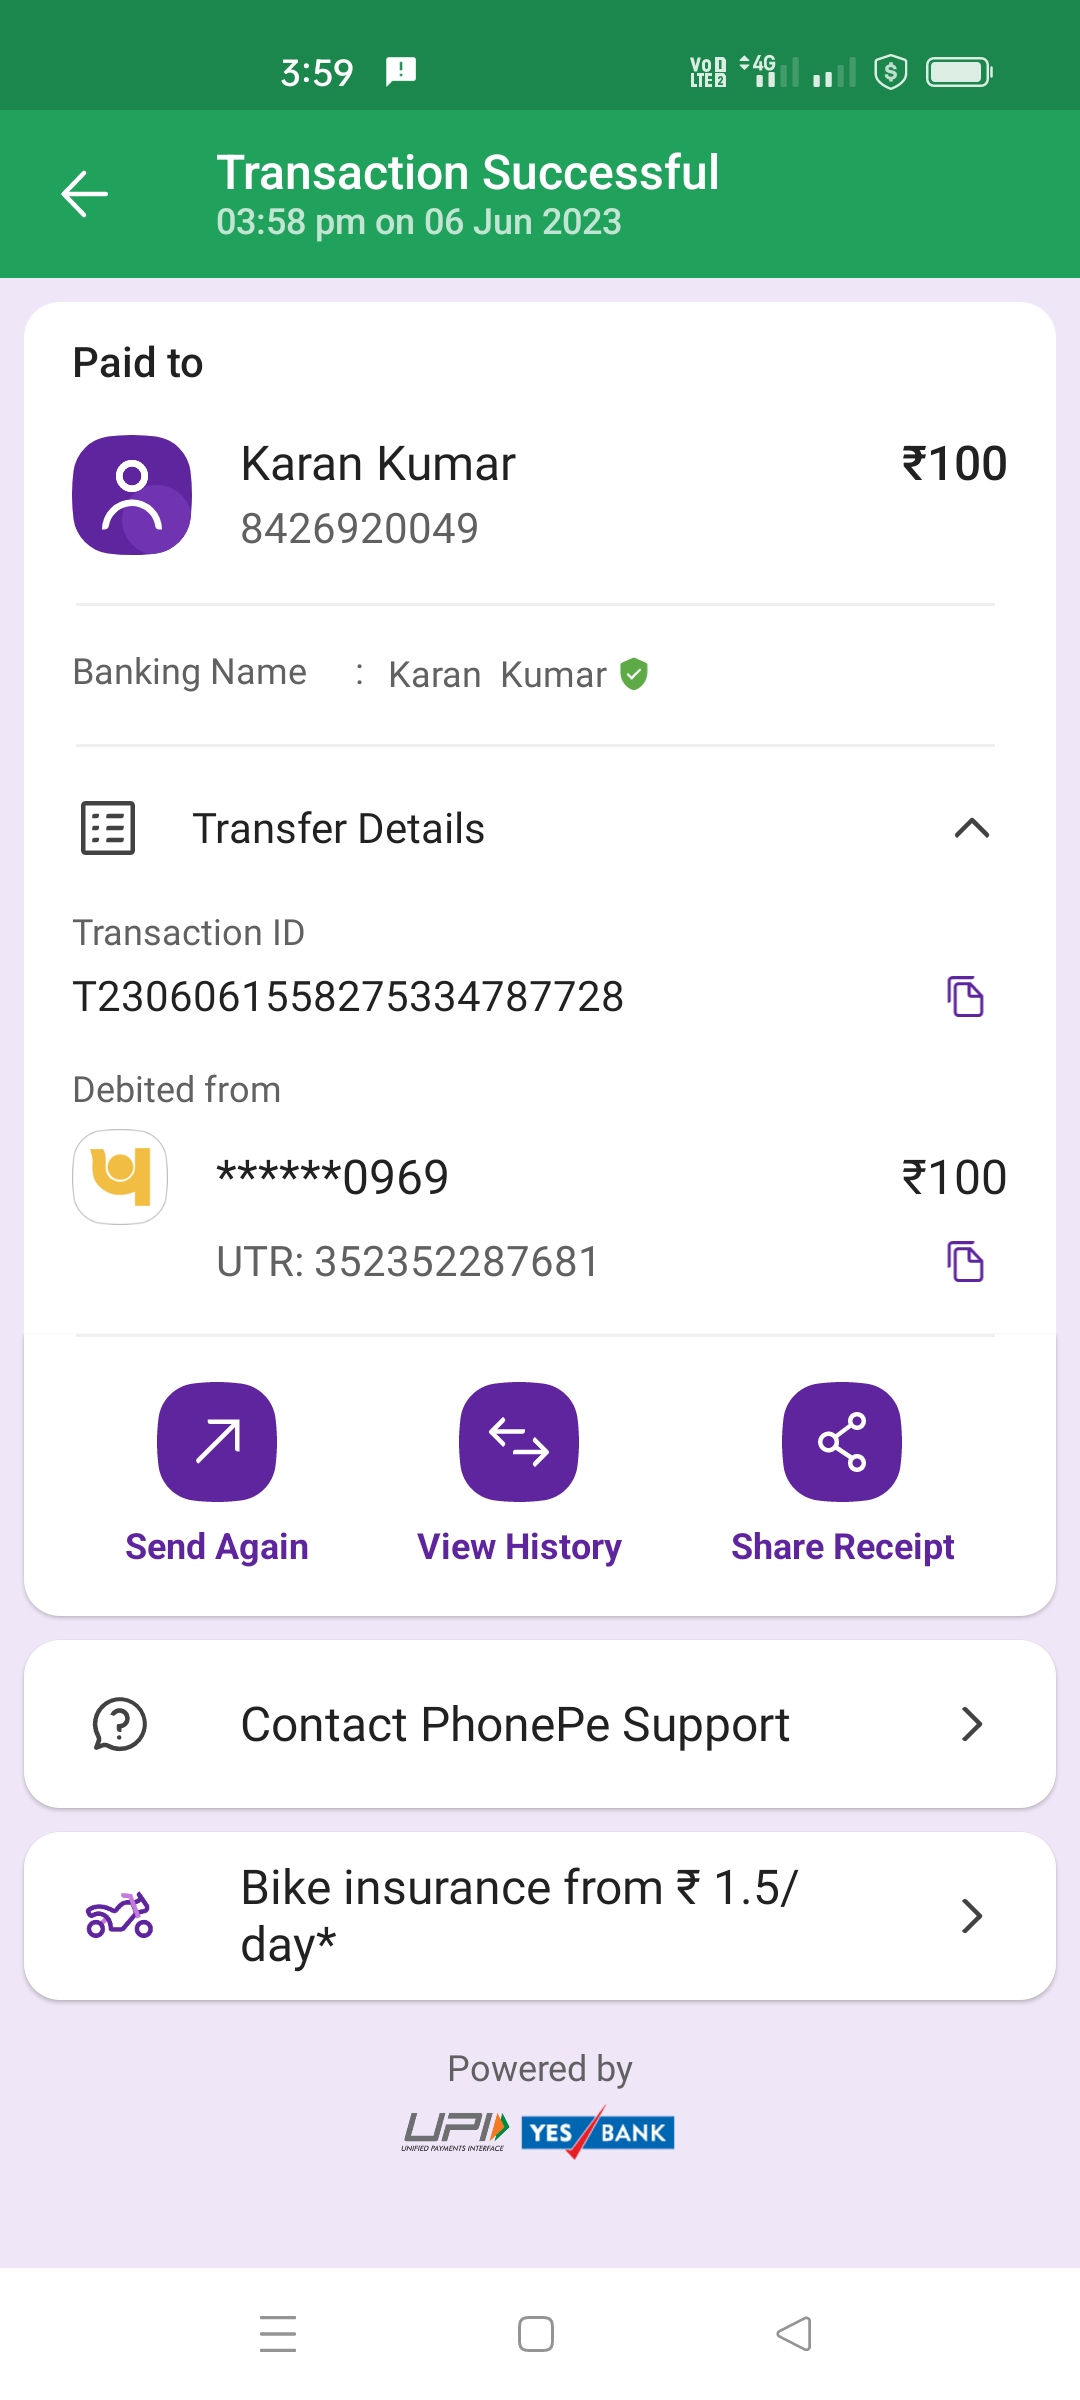 3:59
Vo 1
LTE 2
4G
Transaction Successful
03:58 pm on 06 Jun 2023
Paid to
Karan Kumar ₹100
8426920049
Banking Name : Karan Kumar
Transfer Details
Transaction ID
T2306061558275334787728
Debited from
******0969 ₹100
UTR: 352352287681
Send Again View History Share Receipt
Contact PhonePe Support
Bike insurance from ₹ 1.5/
day*
Powered by
UPI YES BANK
UNIFIED PAYMENTS INTERFACE